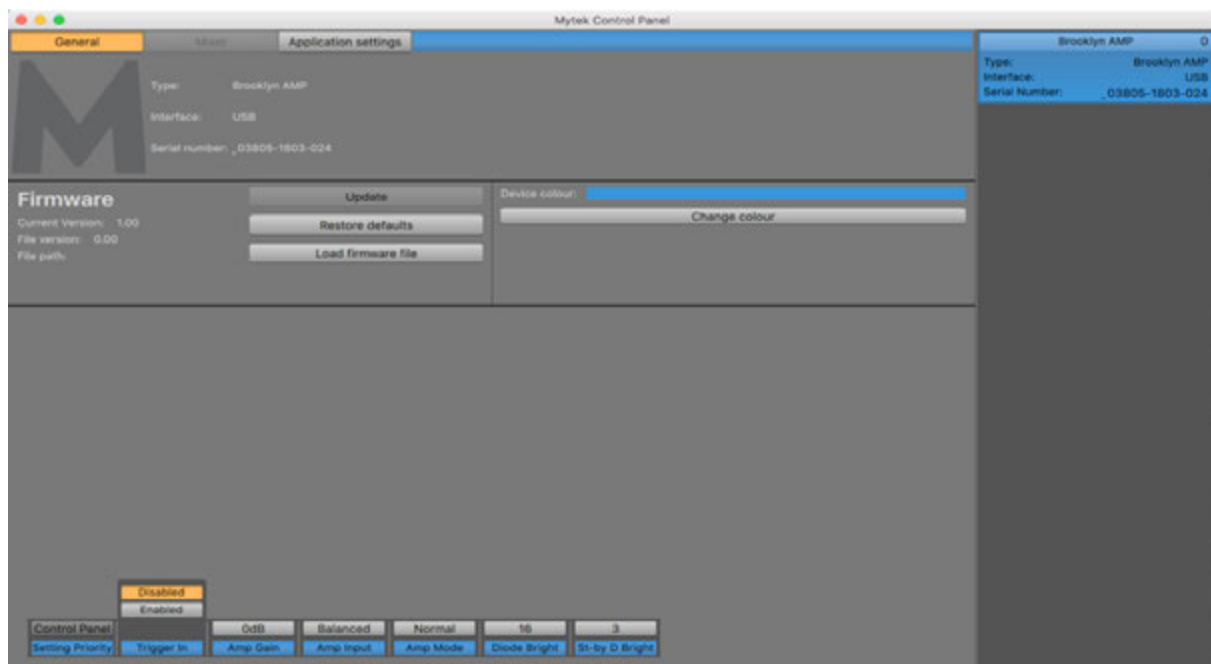 Mytek Control Panel
General Mixer Application settings
Brooklyn AMP 0
Type: Brooklyn AMP
Interface: USB
Serial Number: _03805-1803-024
M
Type: Brooklyn AMP
Interface: USB
Serial number: _03805-1803-024
Firmware
Current Version: 1.00
File version: 0.00
File path:
Update
Restore defaults
Load firmware file
Device colour:
Change colour
Disabled
Enabled
Control Panel 0dB Balanced Normal 16 3
Setting Priority Trigger In Amp Gain Amp Input Amp Mode Diode Bright St-by D Bright